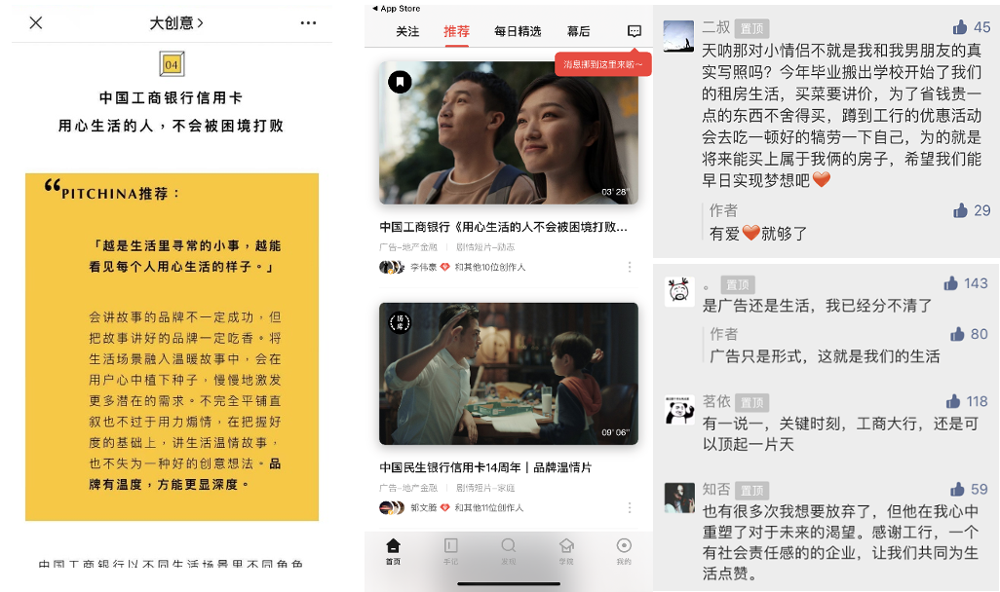 大创意
04
中国工商银行信用卡
用心生活的人，不会被困境打败
“PITCHINA推荐：
「越是生活里寻常的小事，越能
看见每个人用心生活的样子。」
会讲故事的品牌不一定成功，但
把故事讲好的品牌一定吃香。将
生活场景融入温暖故事中，会在
用户心中植下种子，慢慢地激发
更多潜在的需求。不完全平铺直
叙也不过于用力煽情，在把握好
度的基础上，讲生活温情故事，
也不失为一种好的创意想法。品
牌有温度，方能更显深度。
中国工商银行以不同生活场景里不同角色
App Store
关注 推荐 每日精选 幕后
消息挪到这里来啦~
03' 28"
中国工商银行《用心生活的人不会被困境打败...
广告-地产金融 | 剧情短片-励志
李伟豪 和其他10位创作人
场库
09' 06"
中国民生银行信用卡14周年｜品牌温情片
广告-地产金融 | 剧情短片-家庭
郭文腾 和其他11位创作人
首页 手记 发现 学院 我的
二叔 置顶 45
天呐那对小情侣不就是我和我男朋友的真
实写照吗？今年毕业搬出学校开始了我们
的租房生活，买菜要讲价，为了省钱贵一
点的东西不舍得买，蹲到工行的优惠活动
会去吃一顿好的犒劳一下自己，为的就是
将来能买上属于我俩的房子，希望我们能
早日实现梦想吧❤️
作者 29
有爱❤️就够了
。 置顶 143
是广告还是生活，我已经分不清了
作者 80
广告只是形式，这就是我们的生活
茗依 置顶 118
有一说一，关键时刻，工商大行，还是可
以顶起一片天
知否 置顶 59
也有很多次我想要放弃了，但他在我心中
重塑了对于未来的渴望。感谢工行，一个
有社会责任感的的企业，让我们共同为生
活点赞。